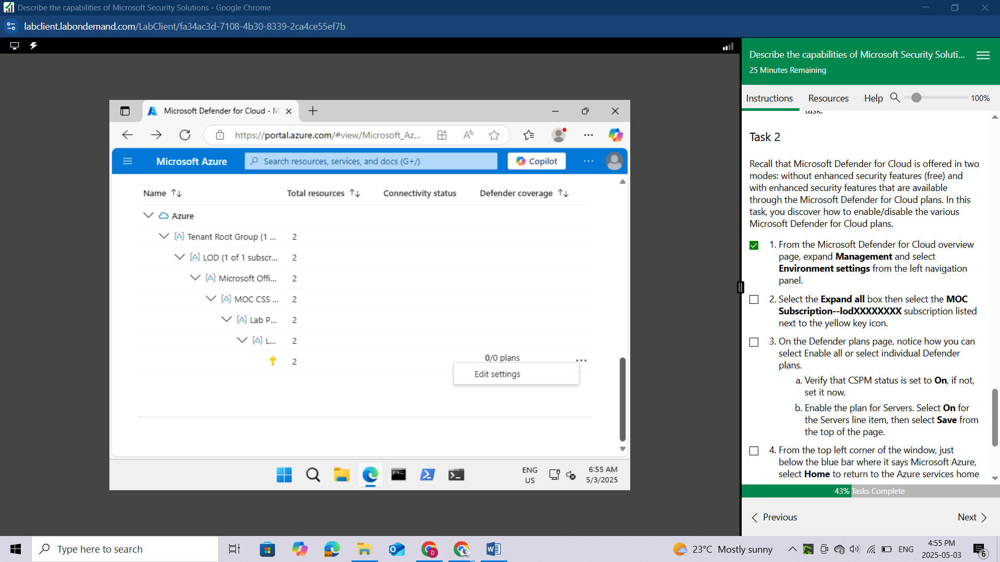 Describe the capabilities of Microsoft Security Solutions - Google Chrome
labclient.labondemand.com/LabClient/fa34ac3d-7108-4b30-8339-2ca4ce55ef7b
Microsoft Defender for Cloud - M
https://portal.azure.com/#view/Microsoft_Az...
Microsoft Azure
Search resources, services, and docs (G+/)
Copilot
Name
Total resources
Connectivity status
Defender coverage
Azure
Tenant Root Group (1 ...
2
LOD (1 of 1 subscr...
2
Microsoft Offi...
2
MOC CSS ...
2
Lab P...
2
L...
2
2
0/0 plans
Edit settings
ENG
US
6:55 AM
5/3/2025
Describe the capabilities of Microsoft Security Soluti...
25 Minutes Remaining
Instructions
Resources
Help
100%
task.
Task 2
Recall that Microsoft Defender for Cloud is offered in two
modes: without enhanced security features (free) and
with enhanced security features that are available
through the Microsoft Defender for Cloud plans. In this
task, you discover how to enable/disable the various
Microsoft Defender for Cloud plans.
1. From the Microsoft Defender for Cloud overview
page, expand Management and select
Environment settings from the left navigation
panel.
2. Select the Expand all box then select the MOC
Subscription--lodXXXXXXXX subscription listed
next to the yellow key icon.
3. On the Defender plans page, notice how you can
select Enable all or select individual Defender
plans.
a. Verify that CSPM status is set to On, if not,
set it now.
b. Enable the plan for Servers. Select On for
the Servers line item, then select Save from
the top of the page.
4. From the top left corner of the window, just
below the blue bar where it says Microsoft Azure,
select Home to return to the Azure services home
43% Tasks Complete
Previous
Next
Type here to search
23°C Mostly sunny
ENG
4:55 PM
2025-05-03
6